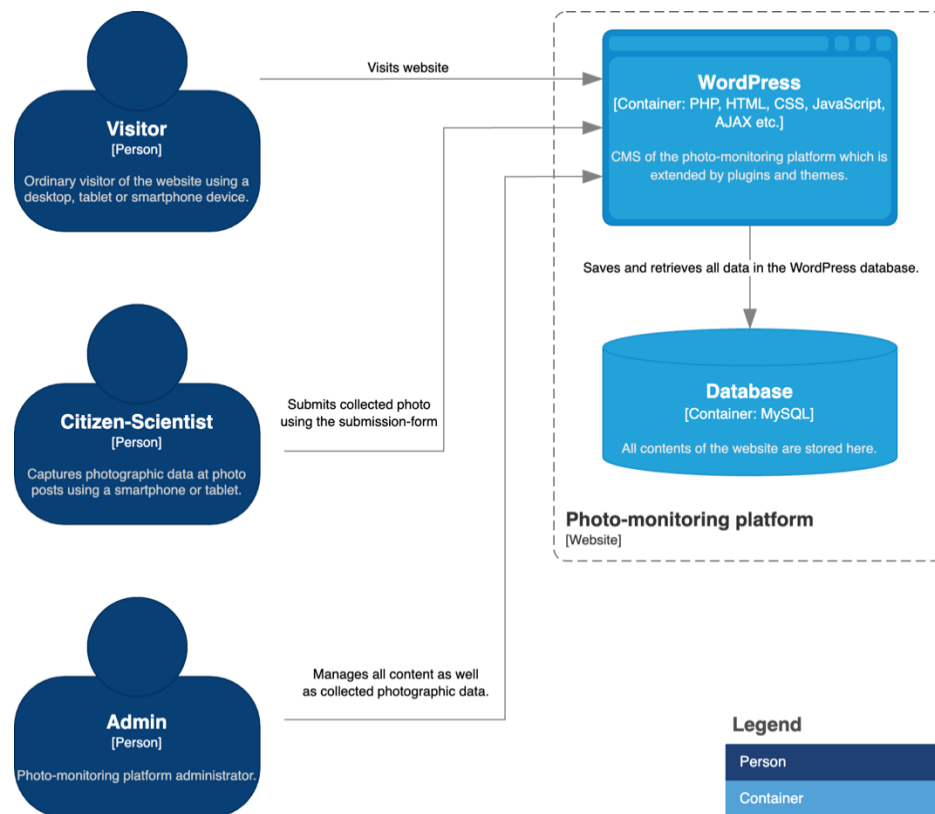 Visitor
[Person]
Ordinary visitor of the website using a
desktop, tablet or smartphone device.
Visits website
WordPress
[Container: PHP, HTML, CSS, JavaScript,
AJAX etc.]
CMS of the photo-monitoring platform which is
extended by plugins and themes.
Saves and retrieves all data in the WordPress database.
Citizen-Scientist
[Person]
Captures photographic data at photo
posts using a smartphone or tablet.
Submits collected photo
using the submission-form
Database
[Container: MySQL]
All contents of the website are stored here.
Photo-monitoring platform
[Website]
Admin
[Person]
Photo-monitoring platform administrator.
Manages all content as well
as collected photographic data.
Legend
Person
Container